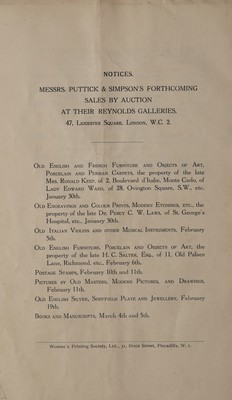 NOTICES.
MESSRS. PUTTICK & SIMPSON'S FORTHCOMING
SALES BY AUCTION
AT THEIR REYNOLDS GALLERIES,
47, Leicester Square, London, W.C. 2.
Old English and French Furniture and Objects of Art,
Porcelain and Persian Carpets, the property of the late
Mrs. Ronald Keep, of 2, Boulevard d'Italie, Monte Carlo, of
Lady Edward Ward, of 28, Ovington Square, S.W., etc.
January 30th.
Old Engravings and Colour Prints, Modern Etchings, etc., the
property of the late Dr. Percy C. W. Laws, of St. George's
Hospital, etc., January 30th.
Old Italian Violins and other Musical Instruments, February
5th.
Old English Furniture, Porcelain and Objects of Art, the
property of the late H. C. Salter, Esq., of 11, Old Palace
Lane, Richmond, etc., February 6th.
Postage Stamps, February 10th and 11th.
Pictures by Old Masters, Modern Pictures, and Drawings,
February 11th.
Old English Silver, Sheffield Plate and Jewellery, February
19th.
Books and Manuscripts, March 4th and 5th.
Women's Printing Society, Ltd., 31, Brick Street, Piccadilly, W. 1.